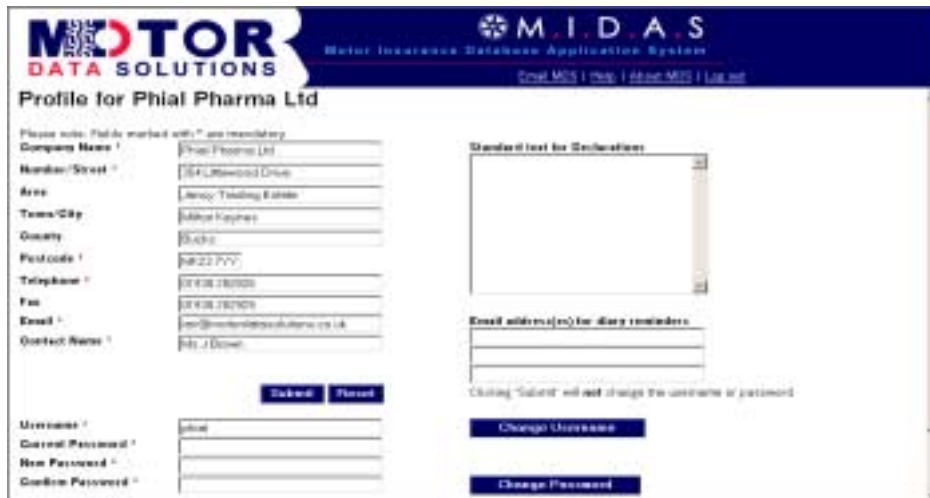 MOTOR
DATA SOLUTIONS
M.I.D.A.S
Motor Insurance Database Application System
Email MDS | Help | About MDS | Log out
Profile for Phial Pharma Ltd
Please note: Fields marked with * are mandatory
Company Name *
Phial Pharma Ltd
Number/Street *
Littlewood Drive
Area
Trading Estate
Town/City
Milton Keynes
County
Bucks
Postcode *
Telephone *
Fax
Email *
Contact Name *
Ms J Brown
Submit Reset
Standard text for Declarations
Email address(es) for diary reminders
Clicking 'Submit' will not change the username or password
Username *
phial
Change Username
Current Password *
New Password *
Confirm Password *
Change Password